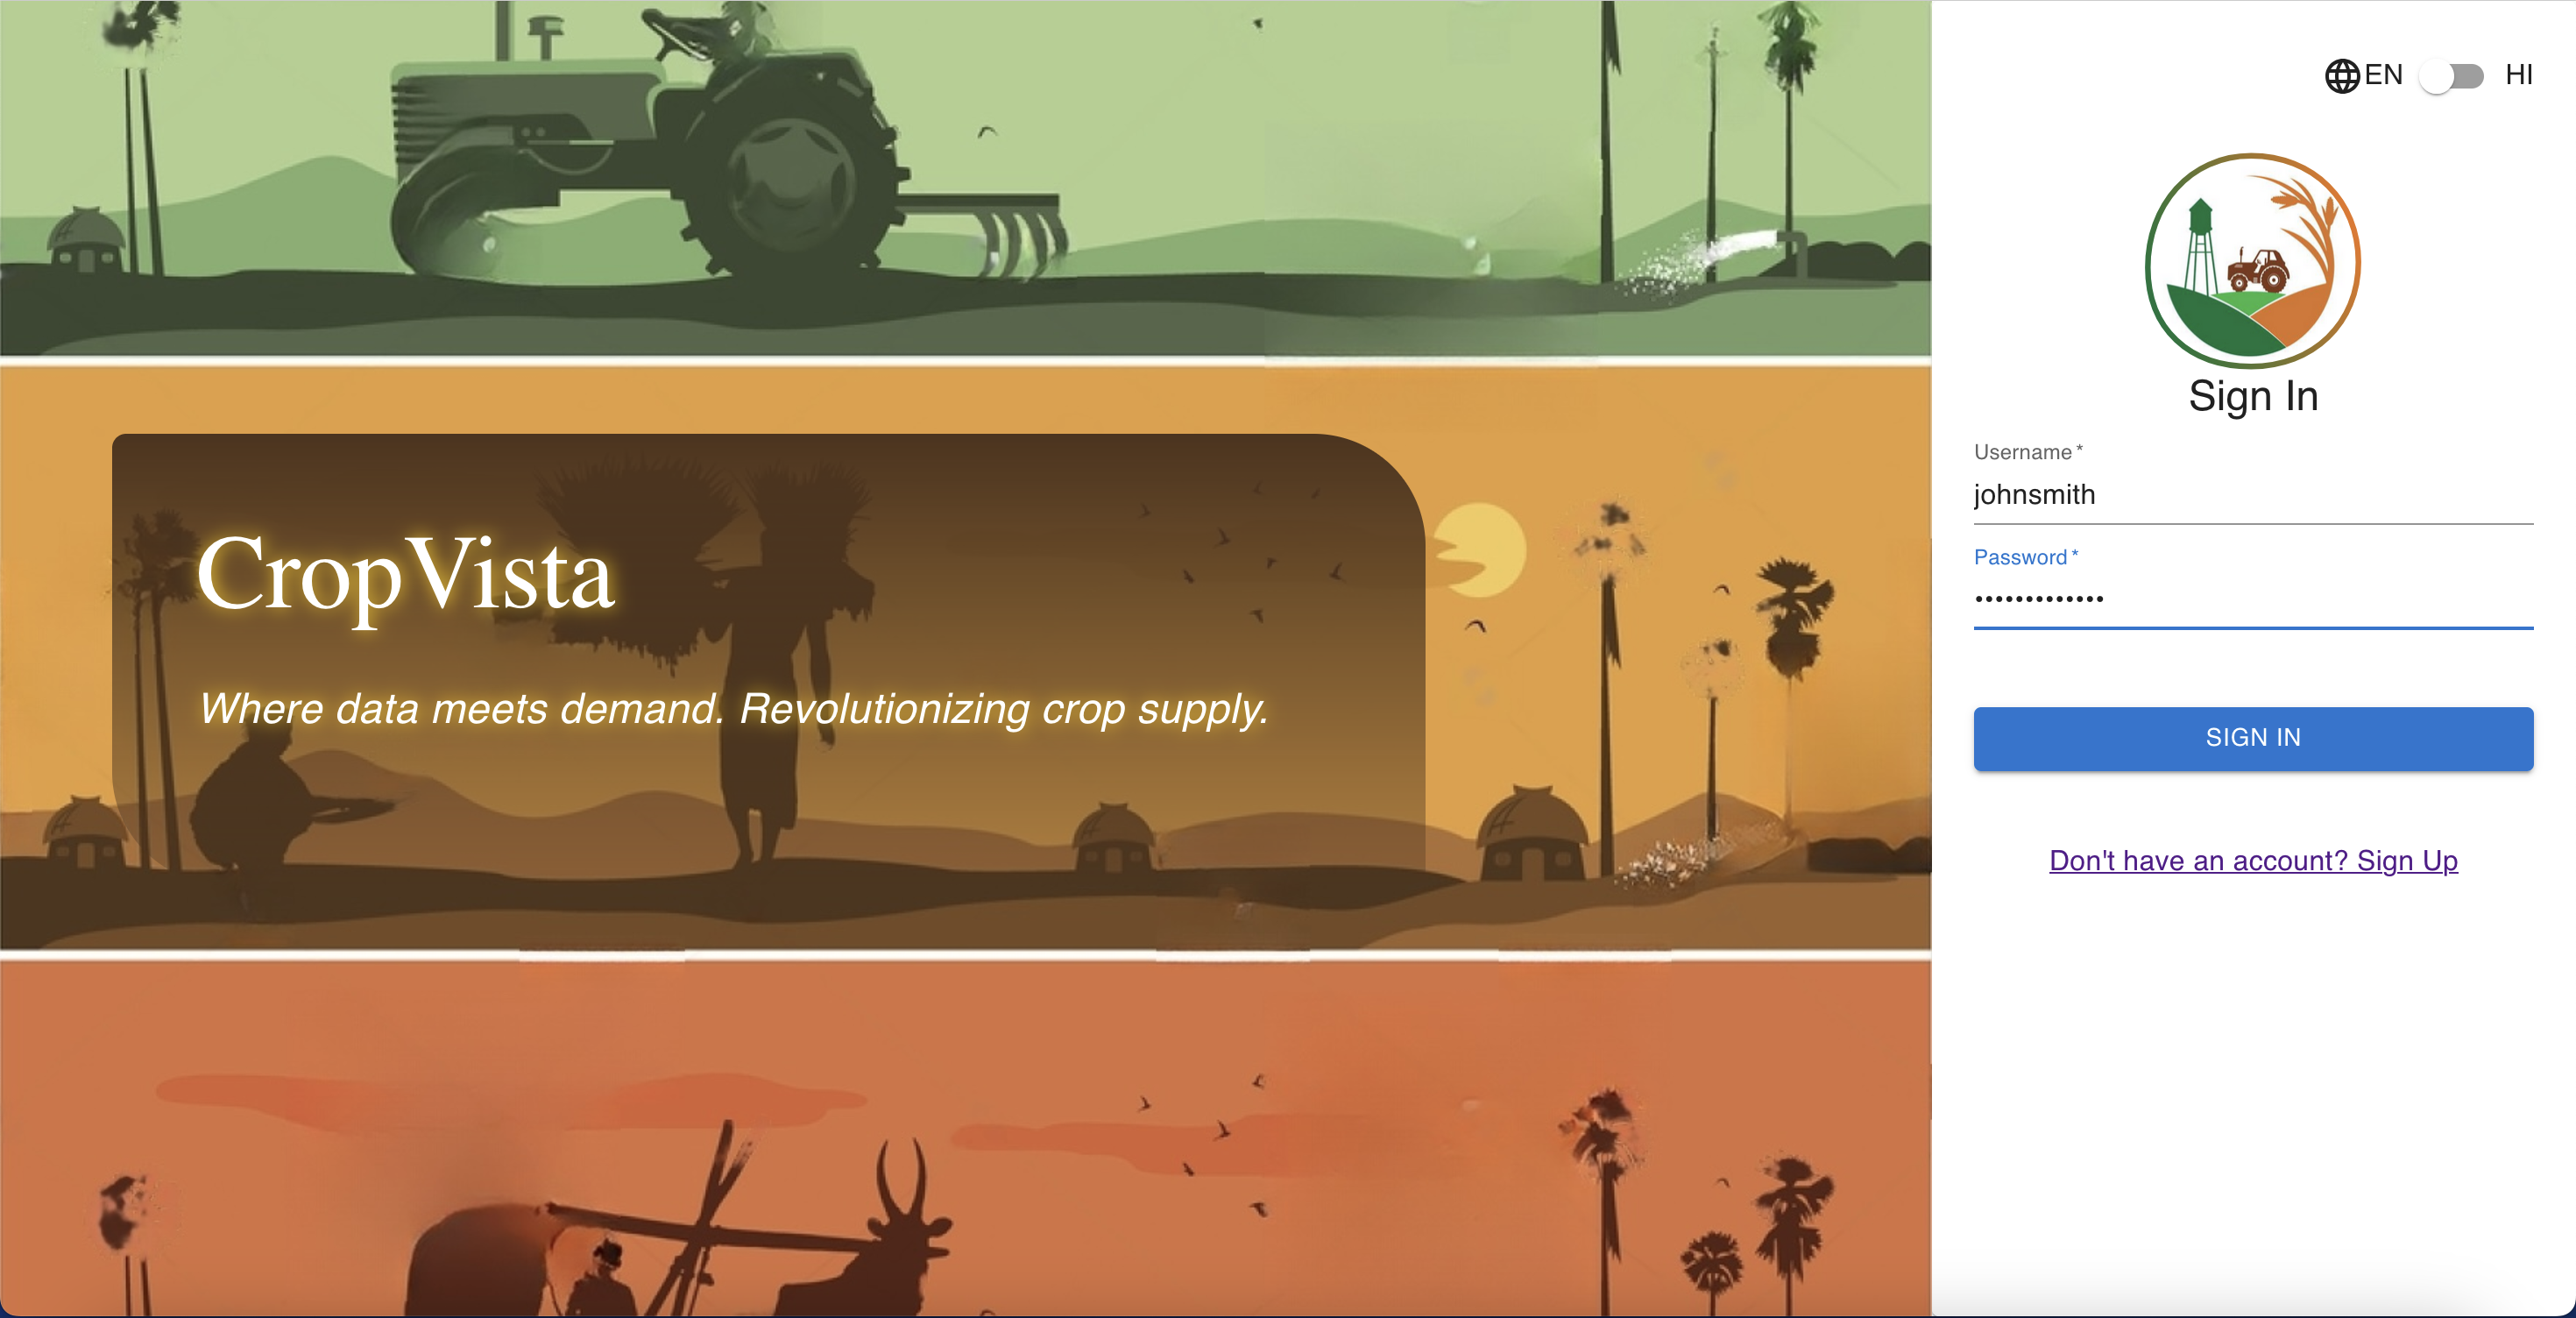 CropVista
Where data meets demand. Revolutionizing crop supply.
EN HI
Sign In
Username *
johnsmith
Password *
•••••••••••••
SIGN IN
Don't have an account? Sign Up